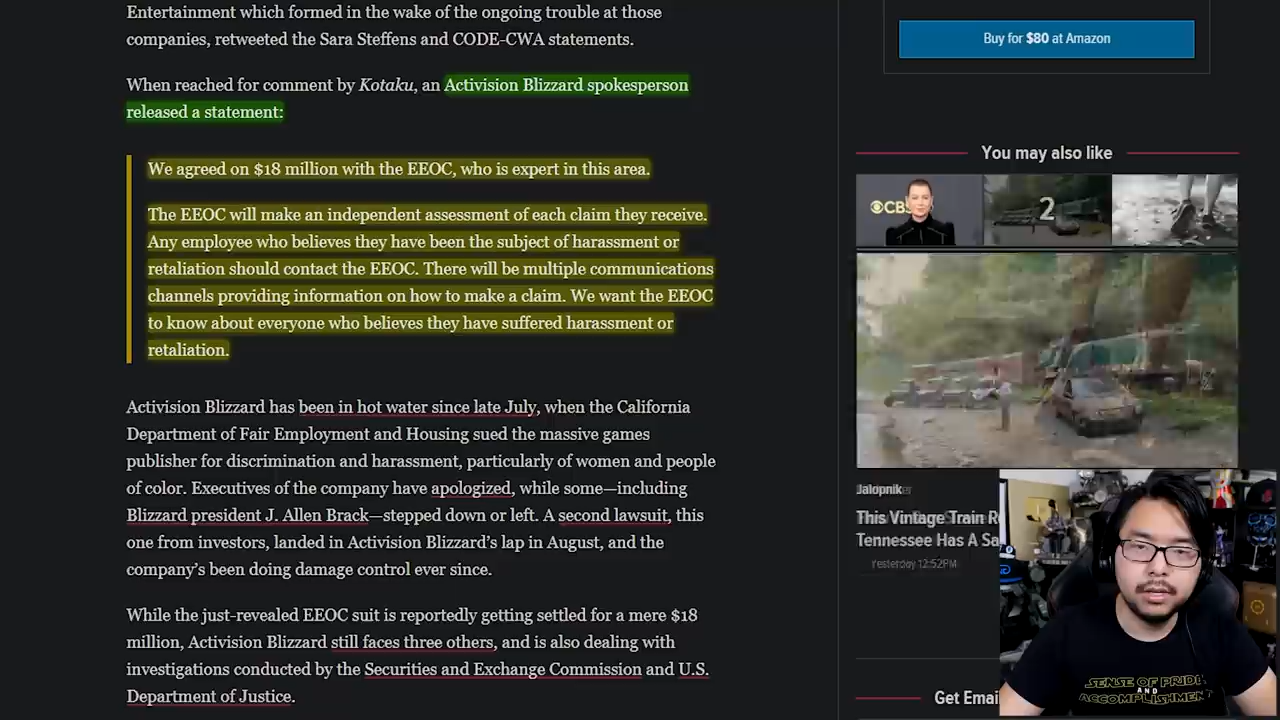 Entertainment which formed in the wake of the ongoing trouble at those
companies, retweeted the Sara Steffens and CODE-CWA statements.
When reached for comment by Kotaku, an Activision Blizzard spokesperson
released a statement:
We agreed on $18 million with the EEOC, who is expert in this area.
The EEOC will make an independent assessment of each claim they receive.
Any employee who believes they have been the subject of harassment or
retaliation should contact the EEOC. There will be multiple communications
channels providing information on how to make a claim. We want the EEOC
to know about everyone who believes they have suffered harassment or
retaliation.
Activision Blizzard has been in hot water since late July, when the California
Department of Fair Employment and Housing sued the massive games
publisher for discrimination and harassment, particularly of women and people
of color. Executives of the company have apologized, while some—including
Blizzard president J. Allen Brack—stepped down or left. A second lawsuit, this
one from investors, landed in Activision Blizzard's lap in August, and the
company's been doing damage control ever since.
While the just-revealed EEOC suit is reportedly getting settled for a mere $18
million, Activision Blizzard still faces three others, and is also dealing with
investigations conducted by the Securities and Exchange Commission and U.S.
Department of Justice.
Buy for $80 at Amazon
You may also like
CBS
2
Jalopnik
This Vintage Train R
Tennessee Has A Sa
yesterday 12:52PM
Get Emai
SENSE OF PRIDE
AND
ACCOMPLISHMENT